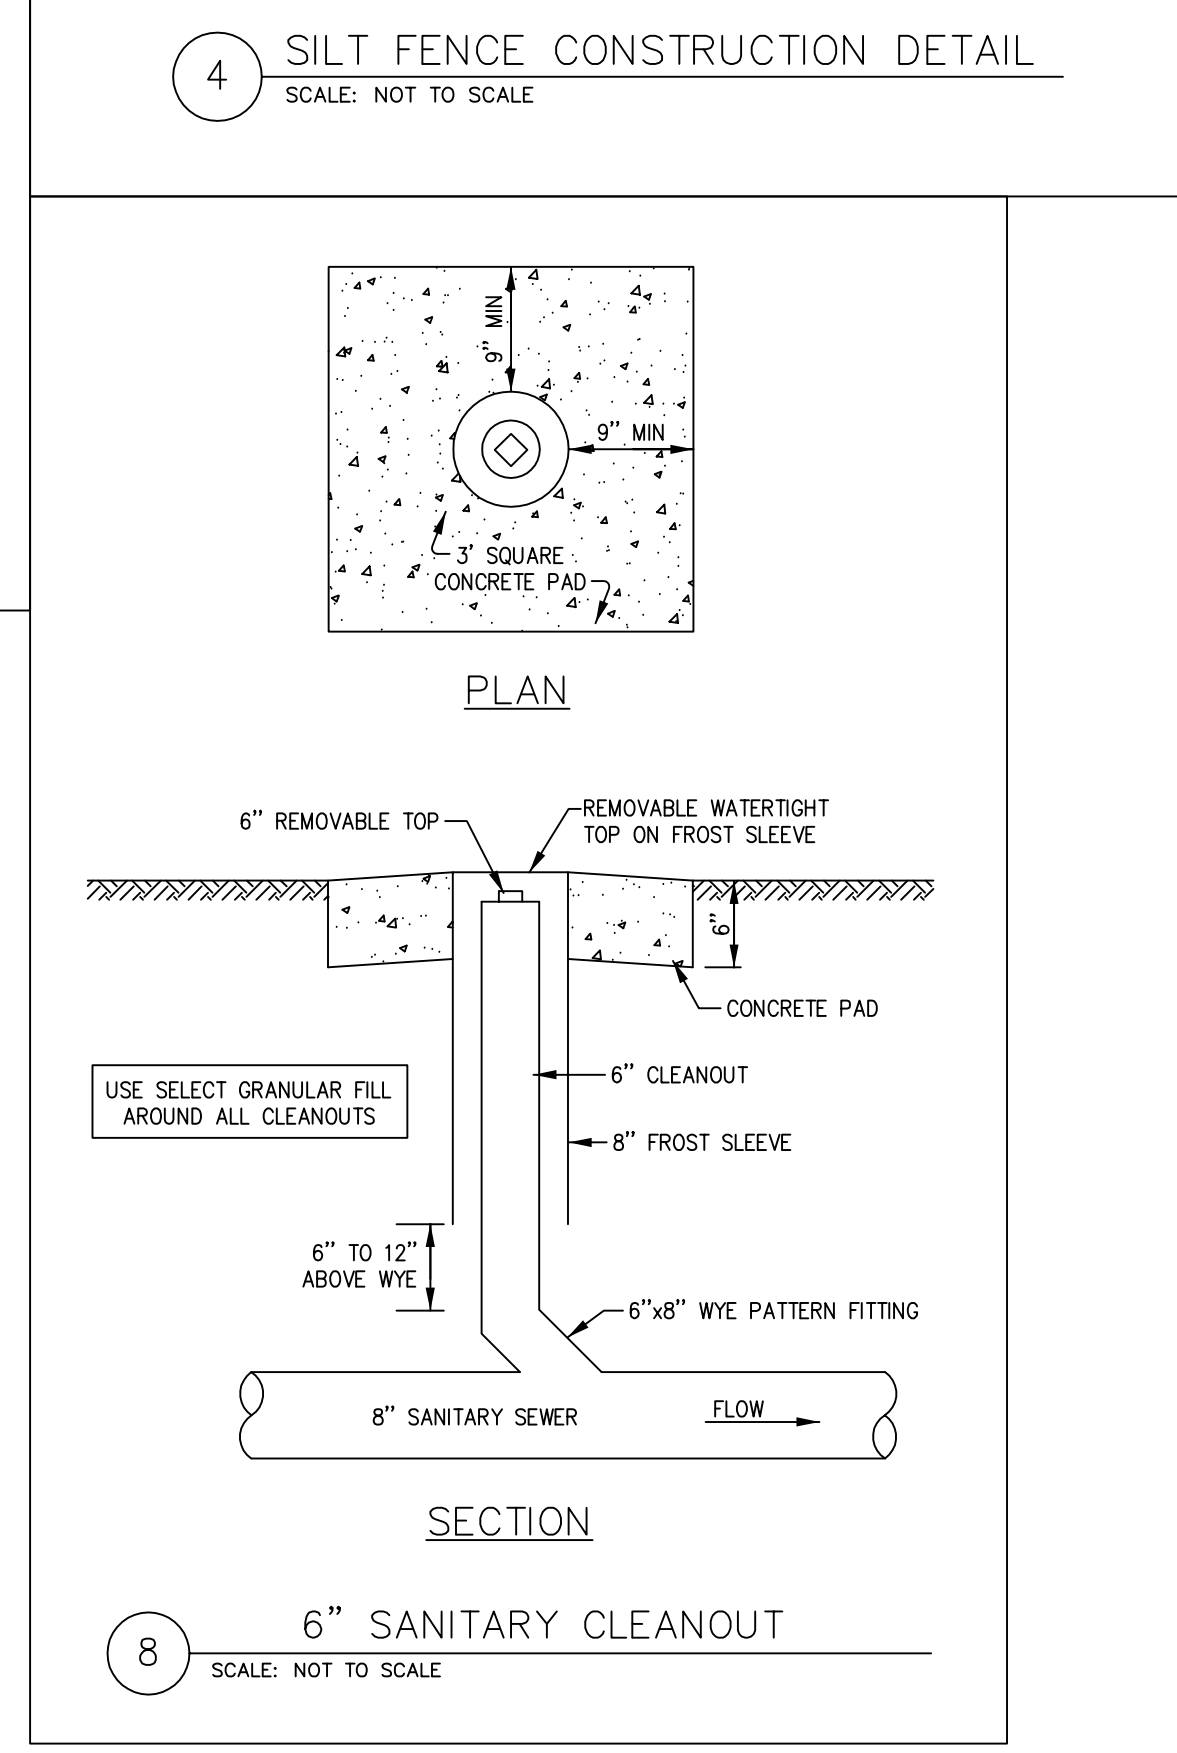 4
SILT FENCE CONSTRUCTION DETAIL
SCALE: NOT TO SCALE
9" MIN
9" MIN
3' SQUARE
CONCRETE PAD
PLAN
6" REMOVABLE TOP
REMOVABLE WATERTIGHT
TOP ON FROST SLEEVE
6"
CONCRETE PAD
6" CLEANOUT
USE SELECT GRANULAR FILL
AROUND ALL CLEANOUTS
8" FROST SLEEVE
6" TO 12"
ABOVE WYE
6"x8" WYE PATTERN FITTING
8" SANITARY SEWER
FLOW
SECTION
8
6" SANITARY CLEANOUT
SCALE: NOT TO SCALE